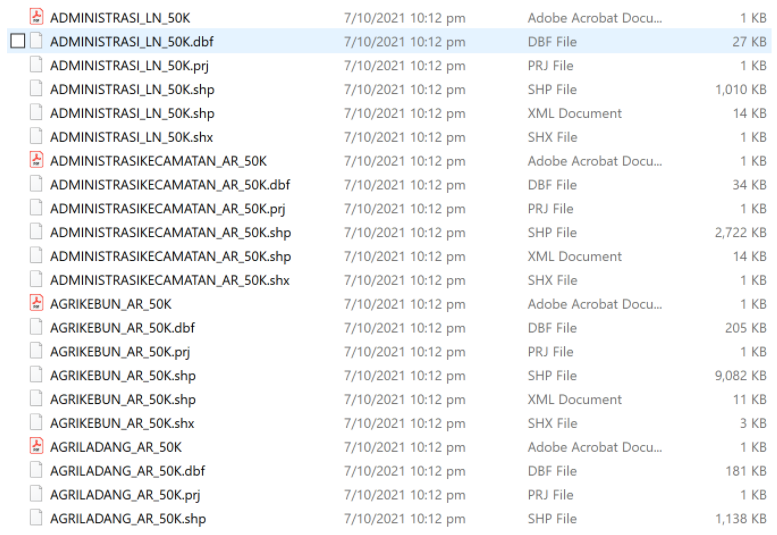 ADMINISTRASI_LN_50K 7/10/2021 10:12 pm Adobe Acrobat Docu... 1 KB
ADMINISTRASI_LN_50K.dbf 7/10/2021 10:12 pm DBF File 27 KB
ADMINISTRASI_LN_50K.prj 7/10/2021 10:12 pm PRJ File 1 KB
ADMINISTRASI_LN_50K.shp 7/10/2021 10:12 pm SHP File 1,010 KB
ADMINISTRASI_LN_50K.shp 7/10/2021 10:12 pm XML Document 14 KB
ADMINISTRASI_LN_50K.shx 7/10/2021 10:12 pm SHX File 1 KB
ADMINISTRASIKECAMATAN_AR_50K 7/10/2021 10:12 pm Adobe Acrobat Docu... 1 KB
ADMINISTRASIKECAMATAN_AR_50K.dbf 7/10/2021 10:12 pm DBF File 34 KB
ADMINISTRASIKECAMATAN_AR_50K.prj 7/10/2021 10:12 pm PRJ File 1 KB
ADMINISTRASIKECAMATAN_AR_50K.shp 7/10/2021 10:12 pm SHP File 2,722 KB
ADMINISTRASIKECAMATAN_AR_50K.shp 7/10/2021 10:12 pm XML Document 14 KB
ADMINISTRASIKECAMATAN_AR_50K.shx 7/10/2021 10:12 pm SHX File 1 KB
AGRIKEBUN_AR_50K 7/10/2021 10:12 pm Adobe Acrobat Docu... 1 KB
AGRIKEBUN_AR_50K.dbf 7/10/2021 10:12 pm DBF File 205 KB
AGRIKEBUN_AR_50K.prj 7/10/2021 10:12 pm PRJ File 1 KB
AGRIKEBUN_AR_50K.shp 7/10/2021 10:12 pm SHP File 9,082 KB
AGRIKEBUN_AR_50K.shp 7/10/2021 10:12 pm XML Document 11 KB
AGRIKEBUN_AR_50K.shx 7/10/2021 10:12 pm SHX File 3 KB
AGRILADANG_AR_50K 7/10/2021 10:12 pm Adobe Acrobat Docu... 1 KB
AGRILADANG_AR_50K.dbf 7/10/2021 10:12 pm DBF File 181 KB
AGRILADANG_AR_50K.prj 7/10/2021 10:12 pm PRJ File 1 KB
AGRILADANG_AR_50K.shp 7/10/2021 10:12 pm SHP File 1,138 KB